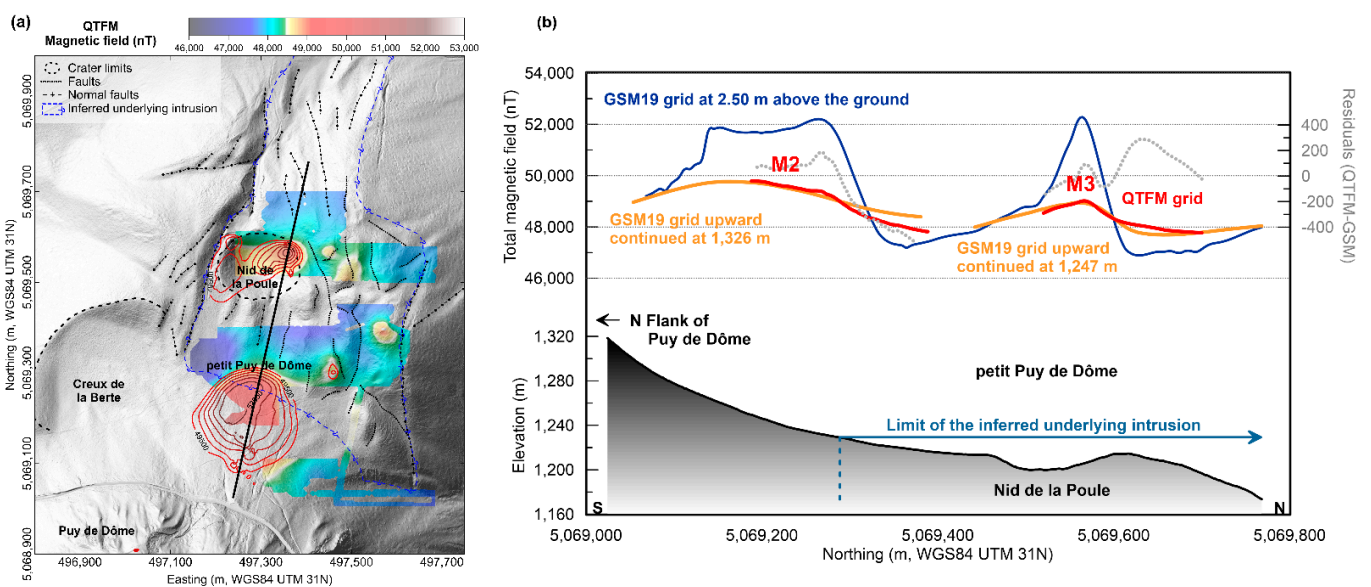 (a)
QTFM
Magnetic field (nT)
46,000 47,000 48,000 49,000 50,000 51,000 52,000 53,000
Crater limits
Faults
Normal faults
Inferred underlying intrusion
Nid de
la Poule
petit Puy de Dôme
Creux de
la Berte
Puy de Dôme
49500
49500
Northing (m, WGS84 UTM 31N)
5,069,900
5,069,700
5,069,500
5,069,300
5,069,100
5,068,900
496,900 497,100 497,300 497,500 497,700
Easting (m, WGS84 UTM 31N)
(b)
54,000
52,000
50,000
48,000
46,000
Total magnetic field (nT)
GSM19 grid at 2.50 m above the ground
M2
M3
QTFM grid
GSM19 grid upward
continued at 1,326 m
GSM19 grid upward
continued at 1,247 m
400
200
0
-200
-400
Residuals (QTFM-GSM)
N Flank of
Puy de Dôme
petit Puy de Dôme
Limit of the inferred underlying intrusion
Nid de la Poule
1,320
1,280
1,240
1,200
1,160
Elevation (m)
S
N
5,069,000 5,069,200 5,069,400 5,069,600 5,069,800
Northing (m, WGS84 UTM 31N)